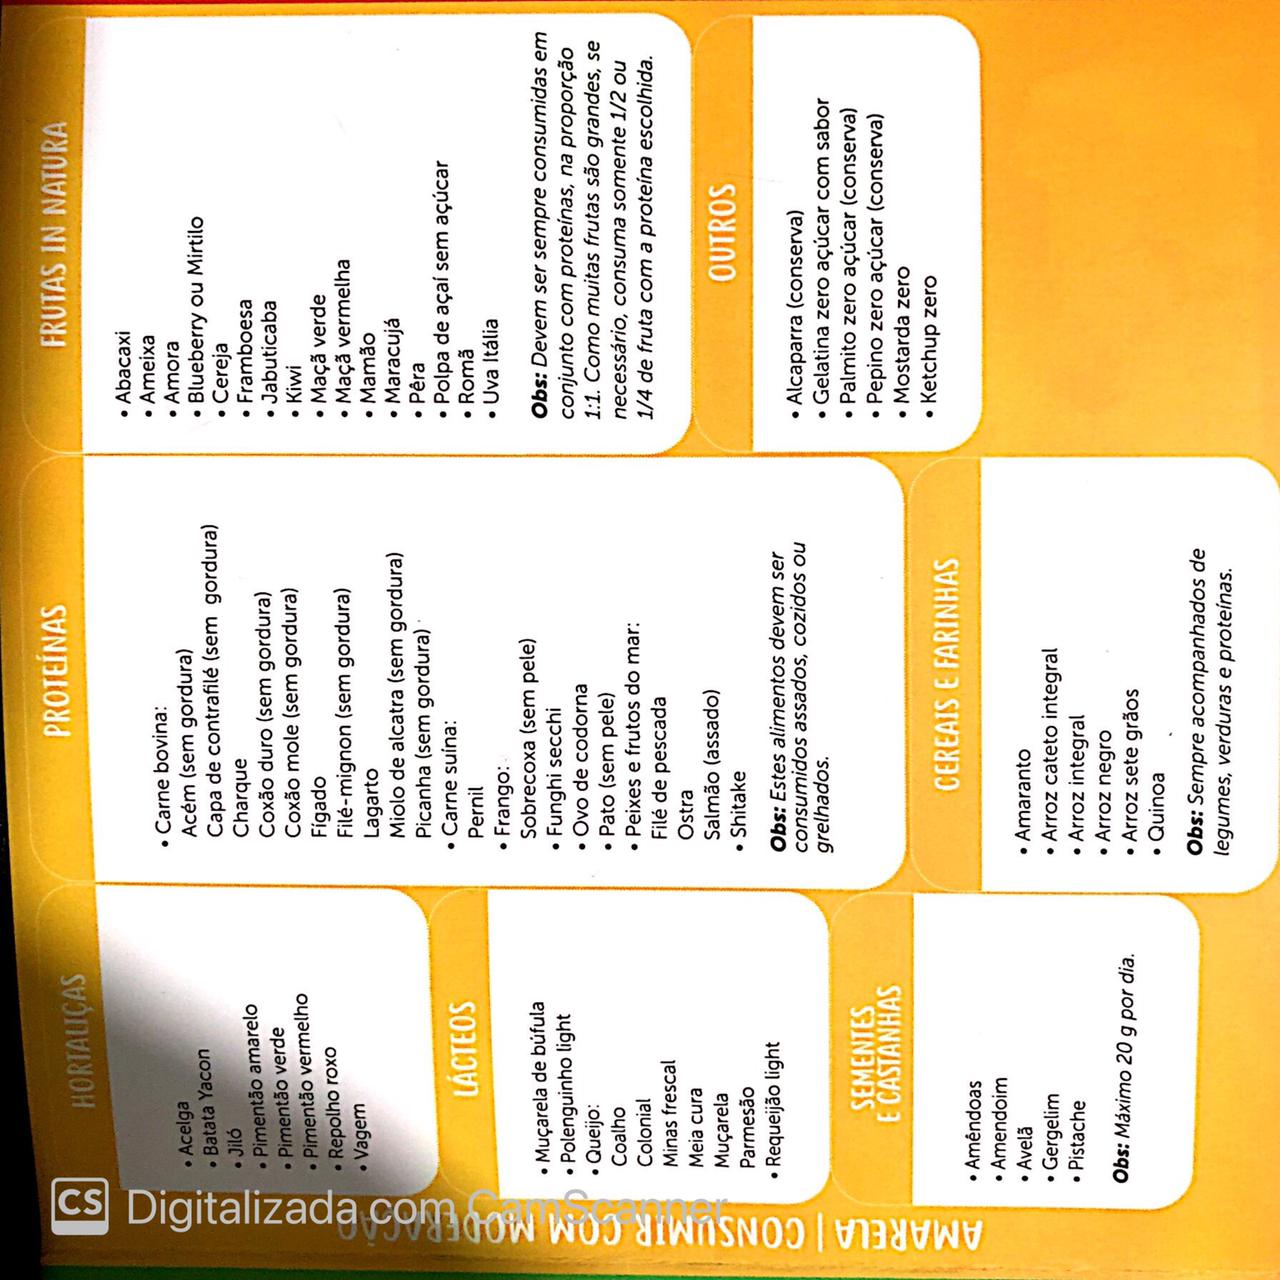 AMARELA | CONSUMIR COM MODERAÇÃO
HORTALIÇAS
• Acelga
• Batata Yacon
• Jiló
• Pimentão amarelo
• Pimentão verde
• Pimentão vermelho
• Repolho roxo
• Vagem
LÁCTEOS
• Muçarela de búfula
• Polenguinho light
• Queijo:
Coalho
Colonial
Minas frescal
Meia cura
Muçarela
Parmesão
• Requeijão light
SEMENTES
E CASTANHAS
• Amêndoas
• Amendoim
• Avelã
• Gergelim
• Pistache
Obs: Máximo 20 g por dia.
PROTEÍNAS
• Carne bovina:
Acém (sem gordura)
Capa de contrafilé (sem gordura)
Charque
Coxão duro (sem gordura)
Coxão mole (sem gordura)
Fígado
Filé-mignon (sem gordura)
Lagarto
Miolo de alcatra (sem gordura)
Picanha (sem gordura)
• Carne suína:
Pernil
• Frango:
Sobrecoxa (sem pele)
• Funghi secchi
• Ovo de codorna
• Pato (sem pele)
• Peixes e frutos do mar:
Filé de pescada
Ostra
Salmão (assado)
• Shitake
Obs: Estes alimentos devem ser
consumidos assados, cozidos ou
grelhados.
CEREAIS E FARINHAS
• Amaranto
• Arroz cateto integral
• Arroz integral
• Arroz negro
• Arroz sete grãos
• Quinoa
Obs: Sempre acompanhados de
legumes, verduras e proteínas.
FRUTAS IN NATURA
• Abacaxi
• Ameixa
• Amora
• Blueberry ou Mirtilo
• Cereja
• Framboesa
• Jabuticaba
• Kiwi
• Maçã verde
• Maçã vermelha
• Mamão
• Maracujá
• Pêra
• Polpa de açaí sem açúcar
• Romã
• Uva Itália
Obs: Devem ser sempre consumidas em
conjunto com proteínas, na proporção
1:1. Como muitas frutas são grandes, se
necessário, consuma somente 1/2 ou
1/4 de fruta com a proteína escolhida.
OUTROS
• Alcaparra (conserva)
• Gelatina zero açúcar com sabor
• Palmito zero açúcar (conserva)
• Pepino zero açúcar (conserva)
• Mostarda zero
• Ketchup zero
CS Digitalizada com CamScanner